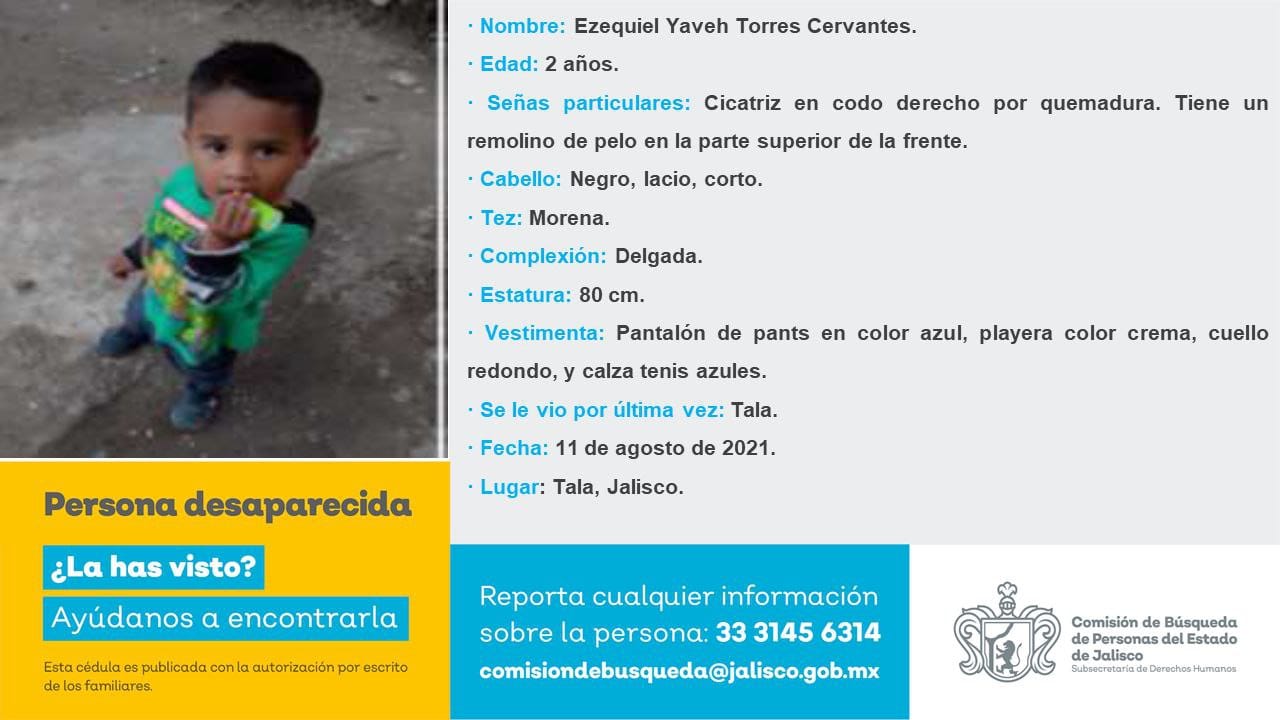 · Nombre: Ezequiel Yaveh Torres Cervantes.
· Edad: 2 años.
· Señas particulares: Cicatriz en codo derecho por quemadura. Tiene un
remolino de pelo en la parte superior de la frente.
· Cabello: Negro, lacio, corto.
· Tez: Morena.
· Complexión: Delgada.
· Estatura: 80 cm.
· Vestimenta: Pantalón de pants en color azul, playera color crema, cuello
redondo, y calza tenis azules.
· Se le vio por última vez: Tala.
· Fecha: 11 de agosto de 2021.
· Lugar: Tala, Jalisco.
Persona desaparecida
¿La has visto?
Ayúdanos a encontrarla
Esta cédula es publicada con la autorización por escrito
de los familiares.
Reporta cualquier información
sobre la persona: 33 3145 6314
comisiondebusqueda@jalisco.gob.mx
Comisión de Búsqueda
de Personas del Estado
de Jalisco
Subsecretaría de Derechos Humanos